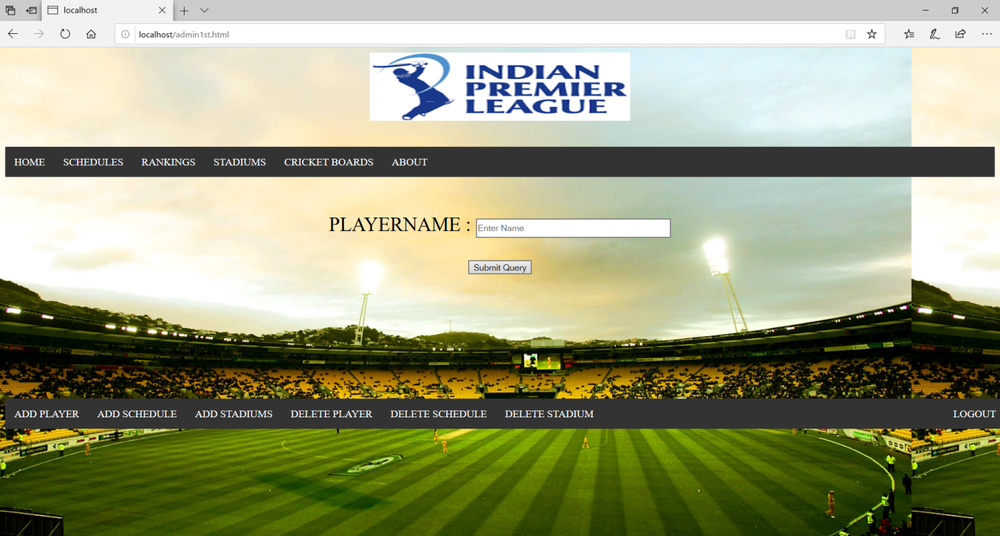 localhost
localhost/admin1st.html
INDIAN
PREMIER
LEAGUE
HOME SCHEDULES RANKINGS STADIUMS CRICKET BOARDS ABOUT
PLAYERNAME : Enter Name
Submit Query
ADD PLAYER ADD SCHEDULE ADD STADIUMS DELETE PLAYER DELETE SCHEDULE DELETE STADIUM LOGOUT